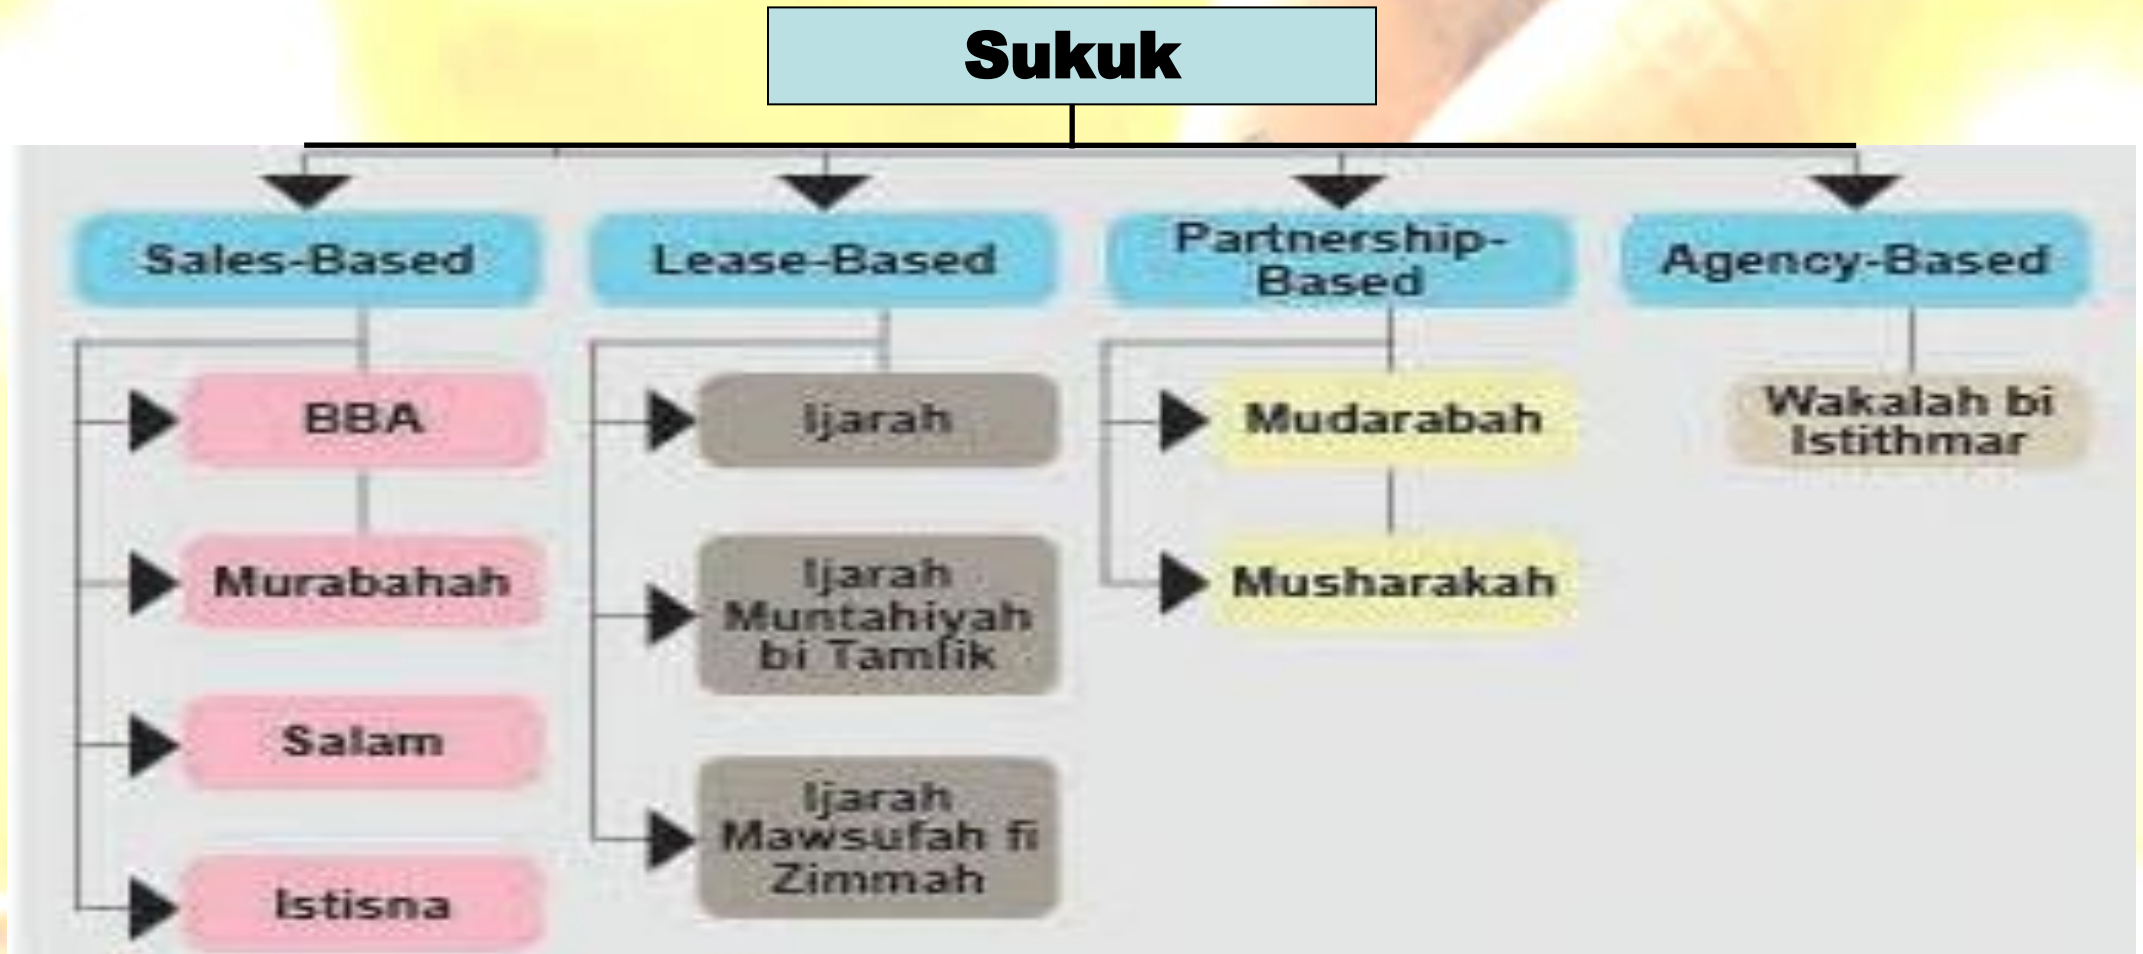 Sukuk
Sales-Based
Lease-Based
Partnership-
Based
Agency-Based
BBA
Murabahah
Salam
Istisna
Ijarah
Ijarah
Muntahiyah
bi Tamlik
Ijarah
Mawsufah fi
Zimmah
Mudarabah
Musharakah
Wakalah bi
Istithmar